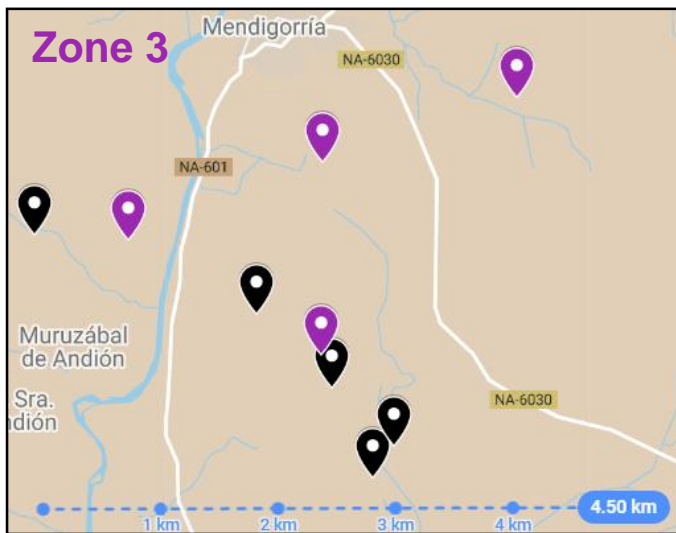 Zone 3
Mendigorría
NA-6030
NA-601
Muruzábal
de Andión
Sra.
ndión
NA-6030
1 km
2 km
3 km
4 km
4.50 km